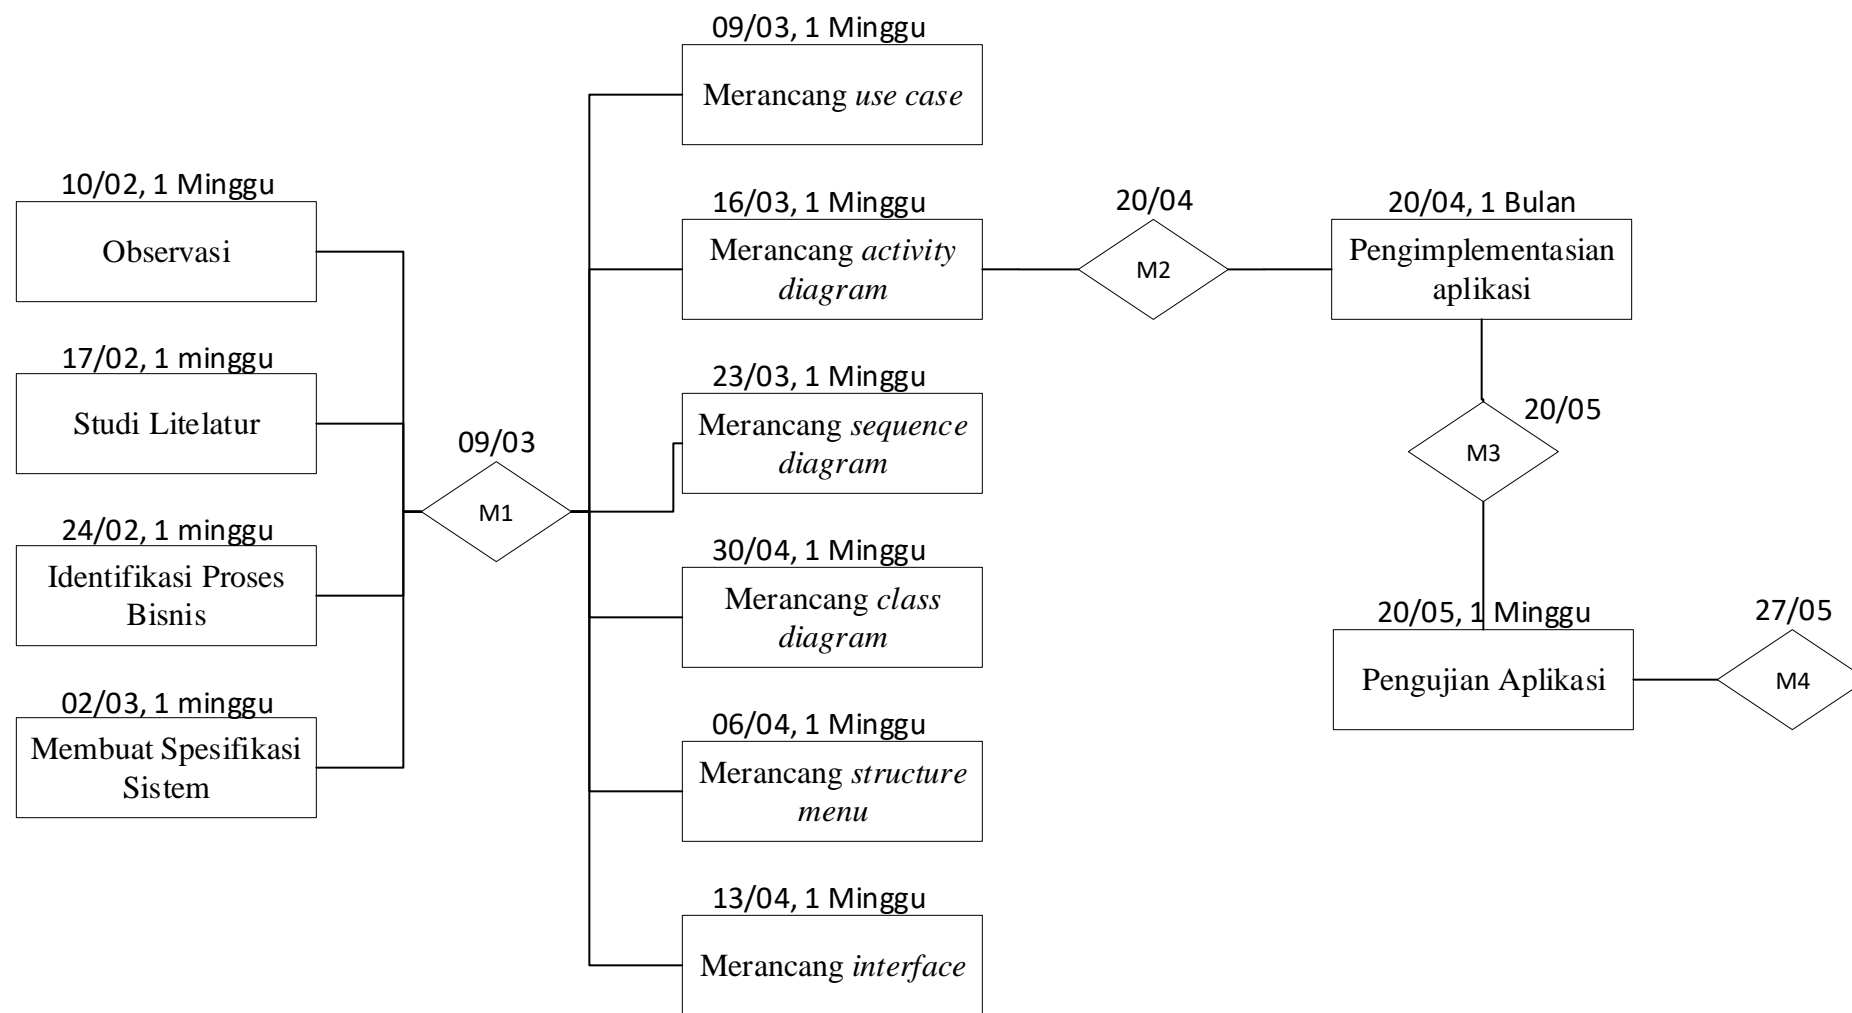 10/02, 1 Minggu
Observasi
17/02, 1 minggu
Studi Litelatur
24/02, 1 minggu
Identifikasi Proses
Bisnis
02/03, 1 minggu
Membuat Spesifikasi
Sistem
09/03
M1
09/03, 1 Minggu
Merancang use case
16/03, 1 Minggu
Merancang activity
diagram
23/03, 1 Minggu
Merancang sequence
diagram
30/04, 1 Minggu
Merancang class
diagram
06/04, 1 Minggu
Merancang structure
menu
13/04, 1 Minggu
Merancang interface
20/04
M2
20/04, 1 Bulan
Pengimplementasian
aplikasi
20/05
M3
20/05, 1 Minggu
Pengujian Aplikasi
27/05
M4